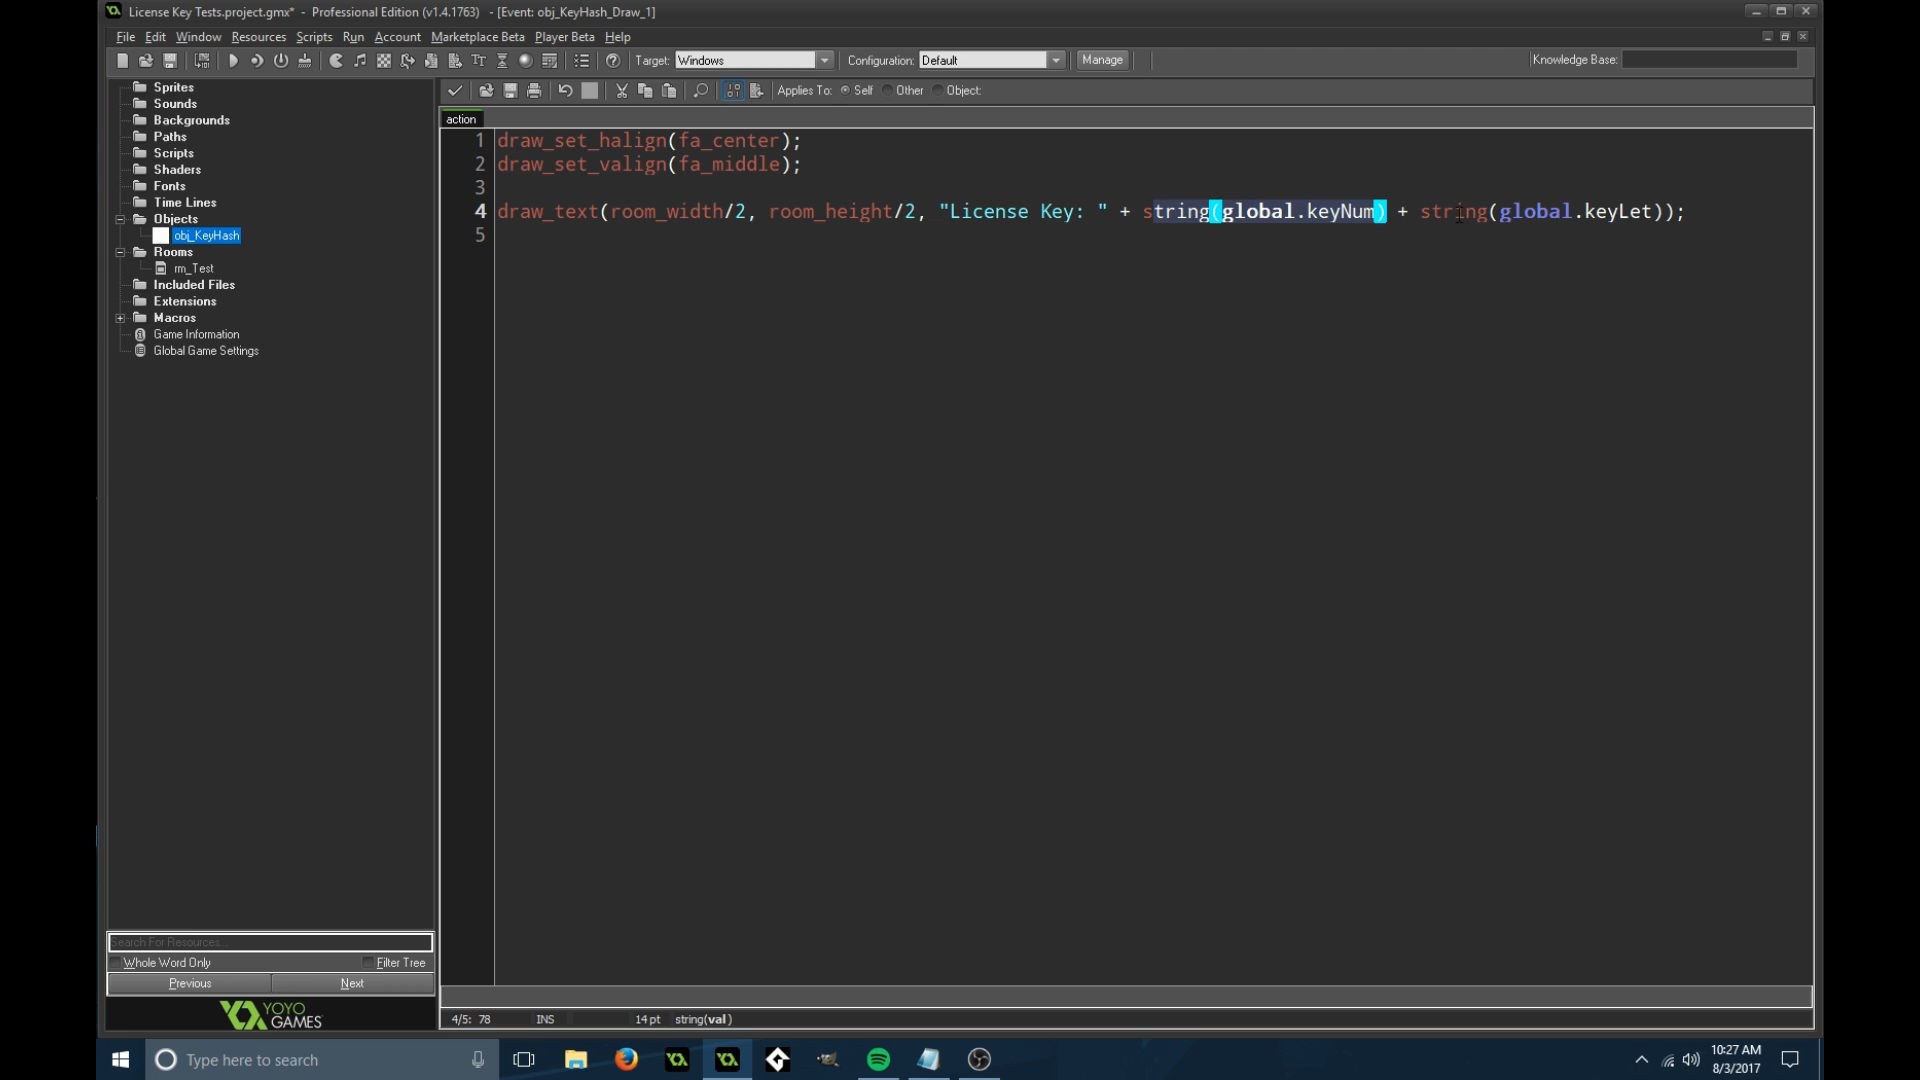 License Key Tests.project.gmx* - Professional Edition (v1.4.1763) - [Event: obj_KeyHash_Draw_1]
File Edit Window Resources Scripts Run Account Marketplace Beta Player Beta Help
Target: Windows Configuration: Default Manage Knowledge Base:
Applies To: Self Other Object:
Sprites
Sounds
Backgrounds
Paths
Scripts
Shaders
Fonts
Time Lines
Objects
obj_KeyHash
Rooms
rm_Test
Included Files
Extensions
Macros
Game Information
Global Game Settings
action
1 draw_set_halign(fa_center);
2 draw_set_valign(fa_middle);
3
4 draw_text(room_width/2, room_height/2, "License Key: " + string(global.keyNum) + string(global.keyLet));
5
Search For Resources...
Whole Word Only Filter Tree
Previous Next
YOYO
GAMES
4/5: 78 INS 14 pt string(val)
Type here to search
10:27 AM
8/3/2017